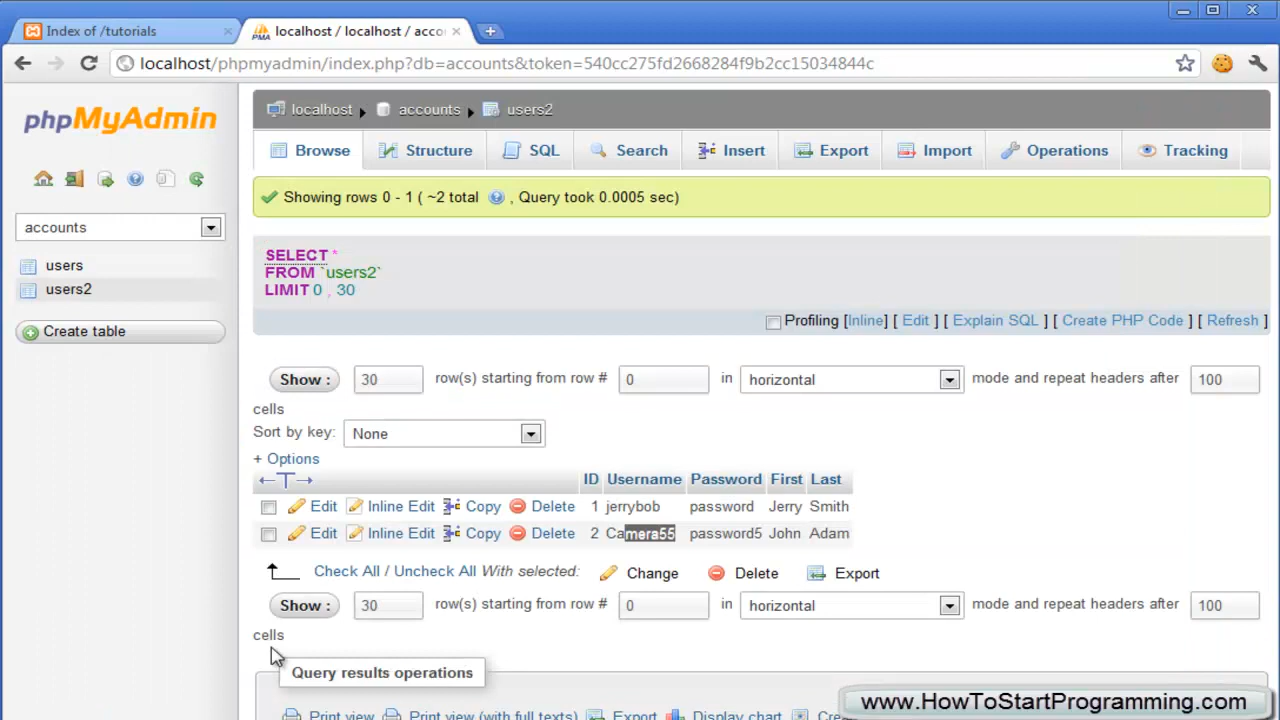 Index of /tutorials
localhost / localhost / acco
localhost/phpmyadmin/index.php?db=accounts&token=540cc275fd2668284f9b2cc15034844c
phpMyAdmin
localhost ▸ accounts ▸ users2
Browse Structure SQL Search Insert Export Import Operations Tracking
Showing rows 0 - 1 ( ~2 total , Query took 0.0005 sec)
accounts
users
users2
Create table
SELECT *
FROM `users2`
LIMIT 0 , 30
Profiling [Inline] [ Edit ] [ Explain SQL ] [ Create PHP Code ] [ Refresh ]
Show : 30 row(s) starting from row # 0 in horizontal mode and repeat headers after 100
cells
Sort by key: None
+ Options
←T→ ID Username Password First Last
Edit Inline Edit Copy Delete 1 jerrybob password Jerry Smith
Edit Inline Edit Copy Delete 2 Camera55 password5 John Adam
Check All / Uncheck All With selected: Change Delete Export
Show : 30 row(s) starting from row # 0 in horizontal mode and repeat headers after 100
cells
Query results operations
Print view Print view (with full texts) Export Display chart
www.HowToStartProgramming.com